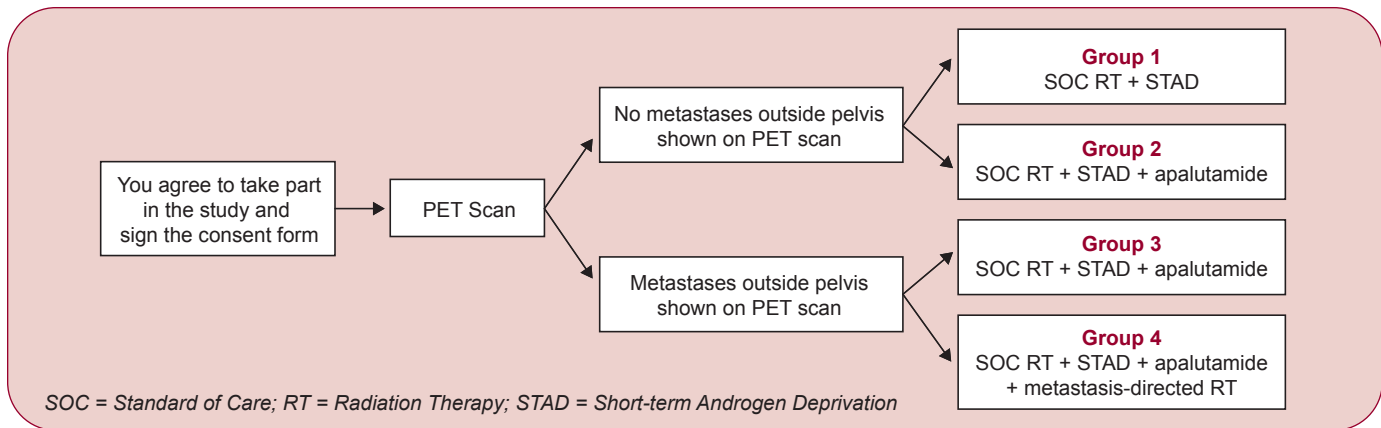 You agree to take part
in the study and
sign the consent form
PET Scan
No metastases outside pelvis
shown on PET scan
Metastases outside pelvis
shown on PET scan
Group 1
SOC RT + STAD
Group 2
SOC RT + STAD + apalutamide
Group 3
SOC RT + STAD + apalutamide
Group 4
SOC RT + STAD + apalutamide
+ metastasis-directed RT
SOC = Standard of Care; RT = Radiation Therapy; STAD = Short-term Androgen Deprivation